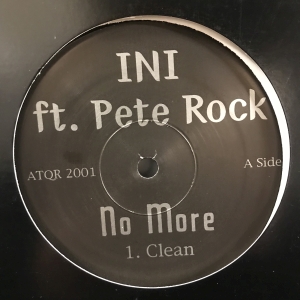 INI
ft. Pete Rock
ATQR 2001
A Side
No More
1. Clean